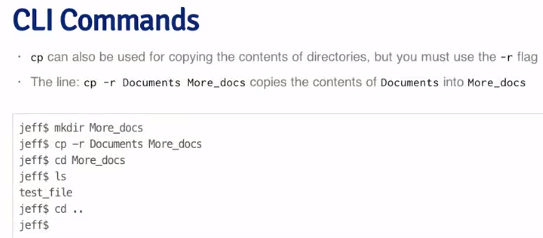 CLI Commands
· cp can also be used for copying the contents of directories, but you must use the -r flag
· The line: cp -r Documents More_docs copies the contents of Documents into More_docs
jeff$ mkdir More_docs
jeff$ cp -r Documents More_docs
jeff$ cd More_docs
jeff$ ls
test_file
jeff$ cd ..
jeff$